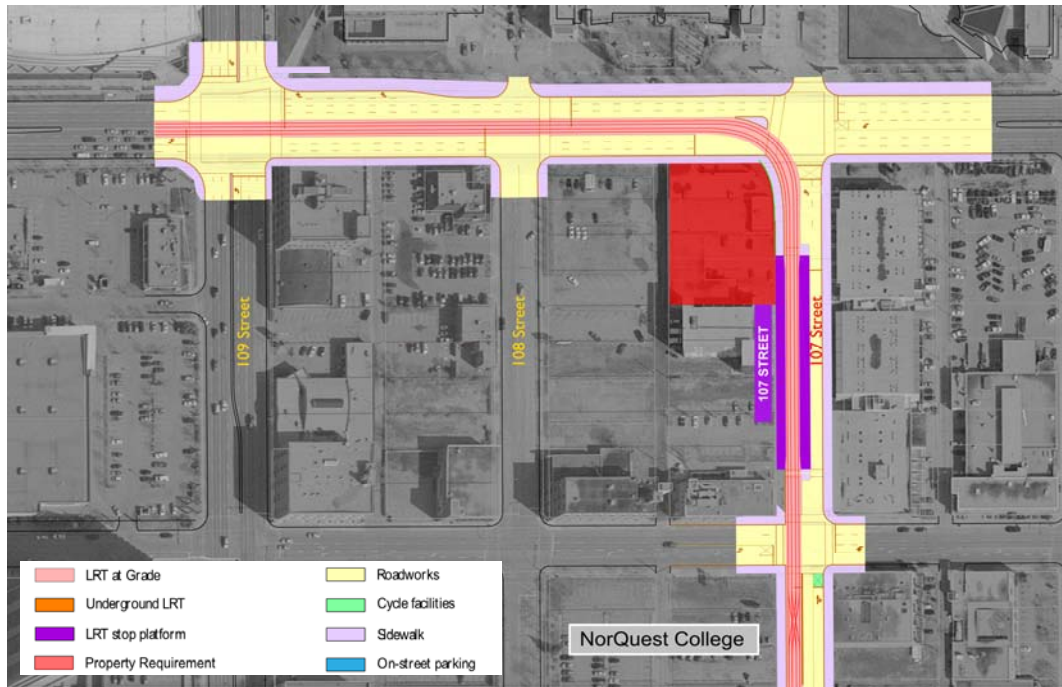 109 Street
108 Street
107 STREET
107 Street
LRT at Grade
Underground LRT
LRT stop platform
Property Requirement
Roadworks
Cycle facilities
Sidewalk
On-street parking
NorQuest College